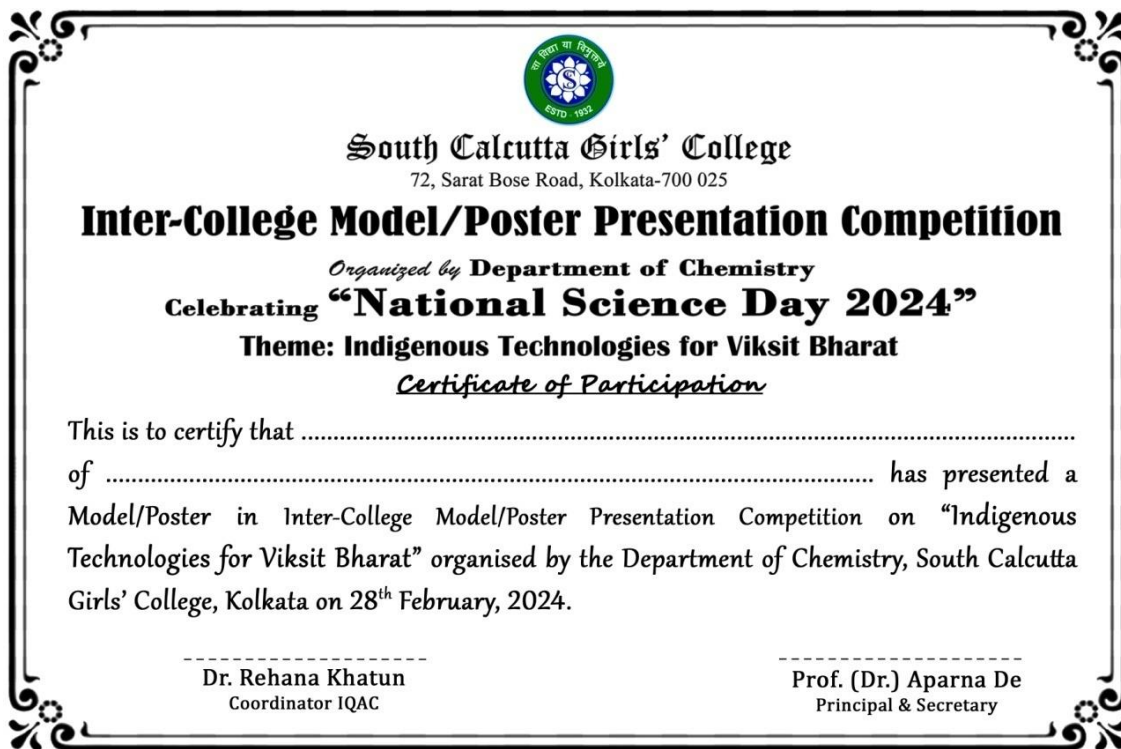 सा विद्या या विमुक्तये
ESTD - 1932
South Calcutta Girls' College
72, Sarat Bose Road, Kolkata-700 025
Inter-College Model/Poster Presentation Competition
Organized by Department of Chemistry
Celebrating “National Science Day 2024”
Theme: Indigenous Technologies for Viksit Bharat
Certificate of Participation
This is to certify that ..........................................................................................................
of .......................................................................................................... has presented a
Model/Poster in Inter-College Model/Poster Presentation Competition on “Indigenous
Technologies for Viksit Bharat” organised by the Department of Chemistry, South Calcutta
Girls' College, Kolkata on 28th February, 2024.
Dr. Rehana Khatun
Coordinator IQAC
Prof. (Dr.) Aparna De
Principal & Secretary